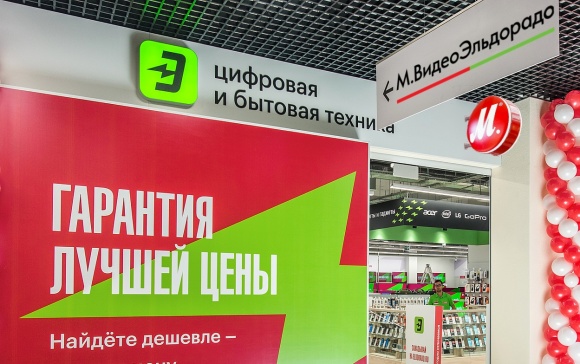 Э
цифровая
и бытовая техника
← М.ВидеоЭльдорадо
М.
ГАРАНТИЯ
ЛУЧШЕЙ ЦЕНЫ
Найдёте дешевле –
acer
LG
GoPro